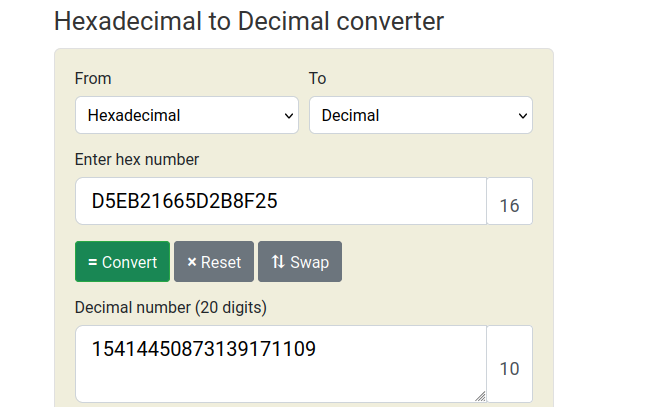 Hexadecimal to Decimal converter
From To
Hexadecimal Decimal
Enter hex number
D5EB21665D2B8F25 16
= Convert × Reset ⇅ Swap
Decimal number (20 digits)
15414450873139171109 10